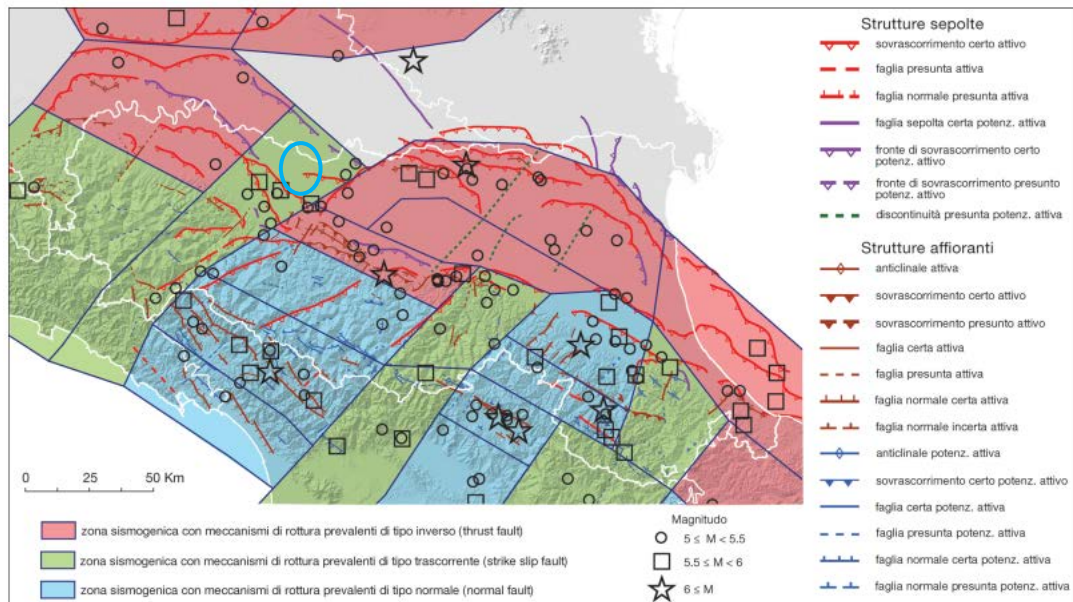 Strutture sepolte
sovrascorrimento certo attivo
faglia presunta attiva
faglia normale presunta attiva
faglia sepolta certa potenz. attiva
fronte di sovrascorrimento certo
potenz. attivo
fronte di sovrascorrimento presunto
potenz. attivo
discontinuità presunta potenz. attiva
Strutture affioranti
anticlinale attiva
sovrascorrimento certo attivo
sovrascorrimento presunto attivo
faglia certa attiva
faglia presunta attiva
faglia normale certa attiva
faglia normale incerta attiva
anticlinale potenz. attiva
sovrascorrimento certo potenz. attivo
faglia certa potenz. attiva
faglia presunta potenz. attiva
faglia normale certa potenz. attiva
faglia normale presunta potenz. attiva
0 25 50 Km
zona sismogenica con meccanismi di rottura prevalenti di tipo inverso (thrust fault)
zona sismogenica con meccanismi di rottura prevalenti di tipo trascorrente (strike slip fault)
zona sismogenica con meccanismi di rottura prevalenti di tipo normale (normal fault)
Magnitudo
5 ≤ M < 5.5
5.5 ≤ M < 6
6 ≤ M